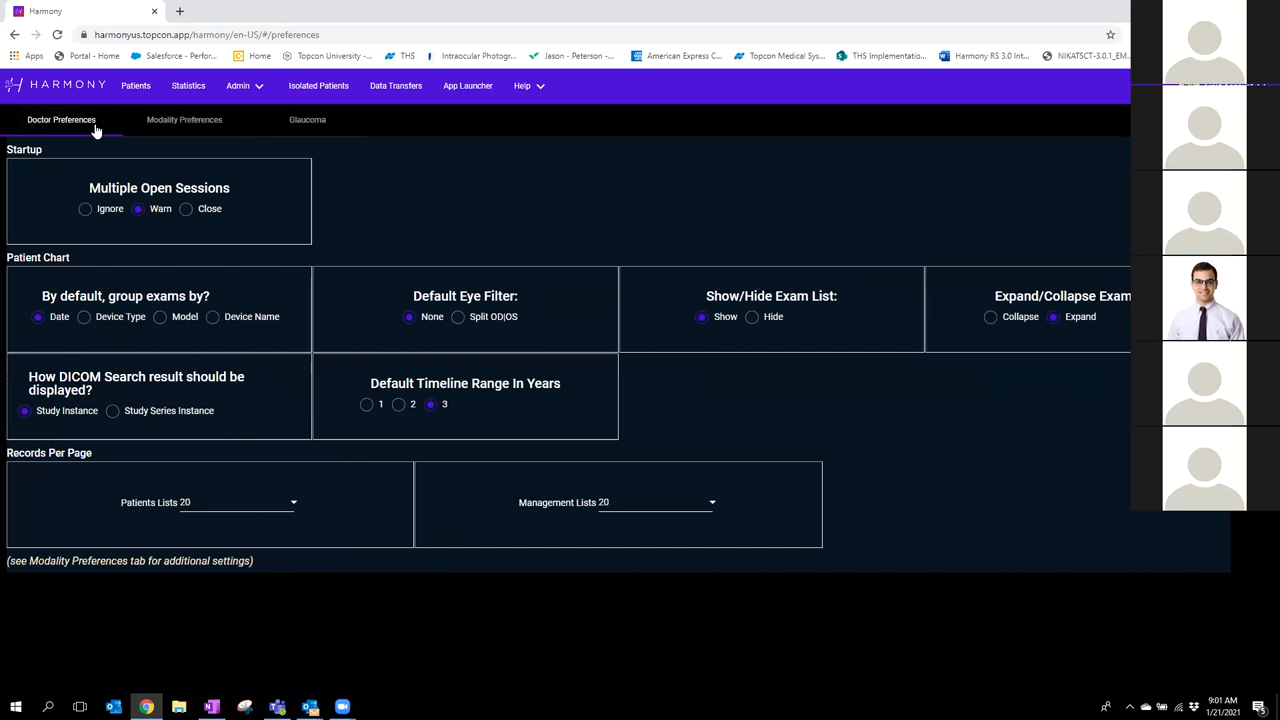 Harmony
harmonyus.topcon.app/harmony/en-US/#/preferences
Apps Portal - Home Salesforce - Perfo... Home Topcon University -... THS Intraocular Photogr... Jason - Peterson -... American Express C... Topcon Medical Sys... THS Implementatio... Harmony RS 3.0 Int... NIKATSCT-3.0.1_EM...
HARMONY Patients Statistics Admin Isolated Patients Data Transfers App Launcher Help
Doctor Preferences Modality Preferences Glaucoma
Startup
Multiple Open Sessions
Ignore Warn Close
Patient Chart
By default, group exams by? Default Eye Filter: Show/Hide Exam List: Expand/Collapse Exam
Date Device Type Model Device Name None Split OD|OS Show Hide Collapse Expand
How DICOM Search result should be
displayed?
Default Timeline Range In Years
Study Instance Study Series Instance 1 2 3
Records Per Page
Patients Lists 20 Management Lists 20
(see Modality Preferences tab for additional settings)
9:01 AM
1/21/2021